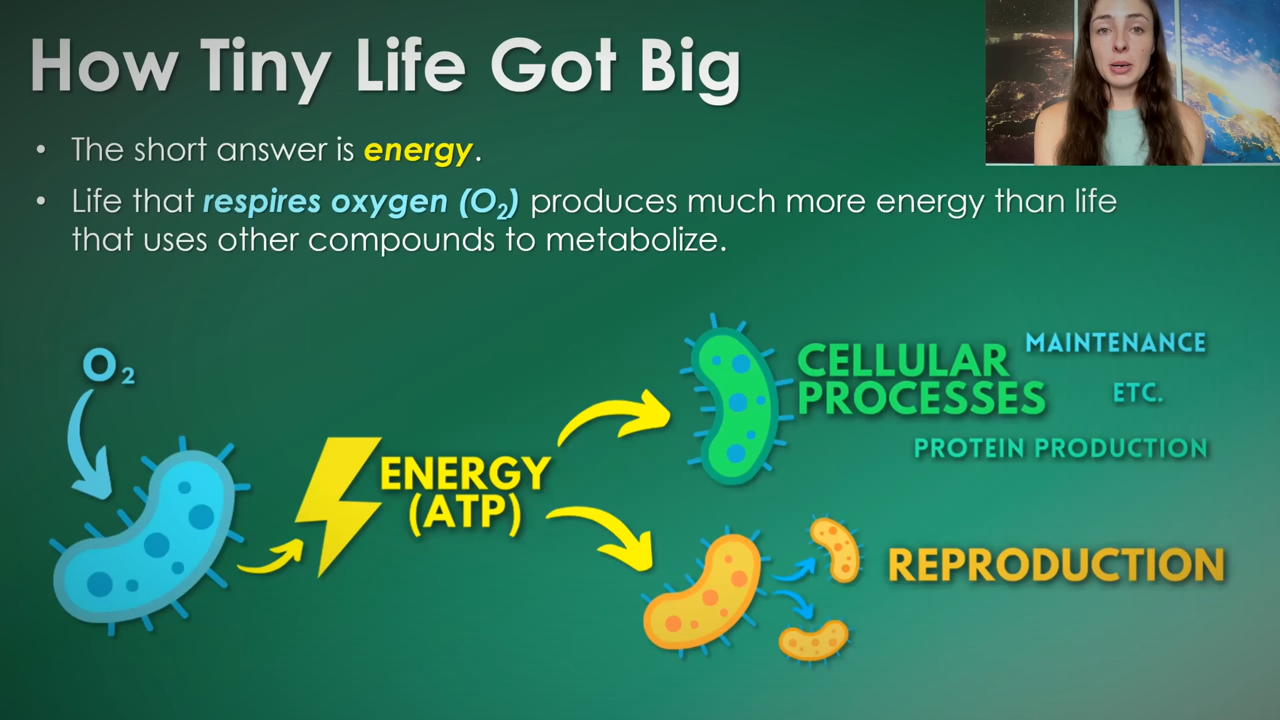 How Tiny Life Got Big
• The short answer is energy.
• Life that respires oxygen (O₂) produces much more energy than life
that uses other compounds to metabolize.
O₂
ENERGY
(ATP)
CELLULAR
PROCESSES
MAINTENANCE
ETC.
PROTEIN PRODUCTION
REPRODUCTION